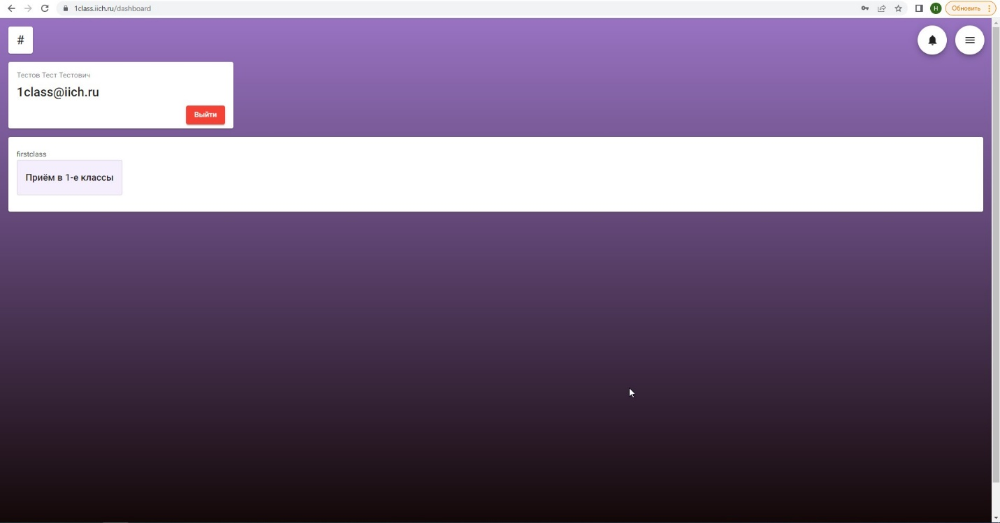 1class.iich.ru/dashboard
Н
Обновить
#
Тестов Тест Тестович
1class@iich.ru
Выйти
firstclass
Приём в 1-е классы